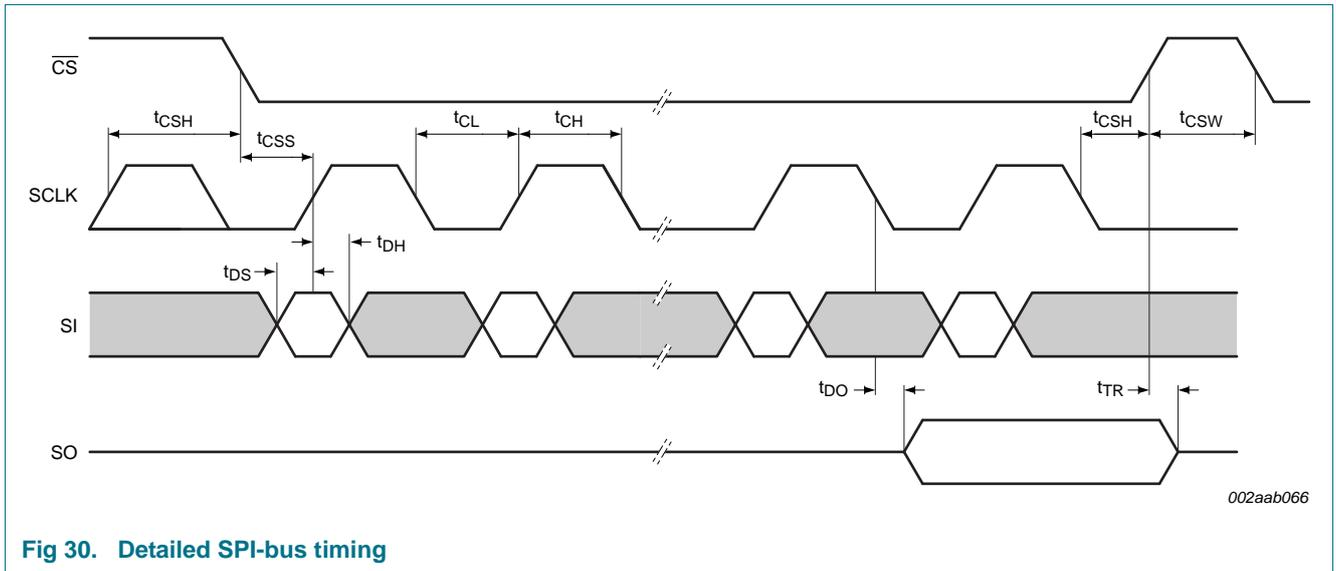 CS
tCSH
tCSS
tCL
tCH
tCSH
tCSW
SCLK
tDH
tDS
SI
tDO
tTR
SO
002aab066
Fig 30. Detailed SPI-bus timing